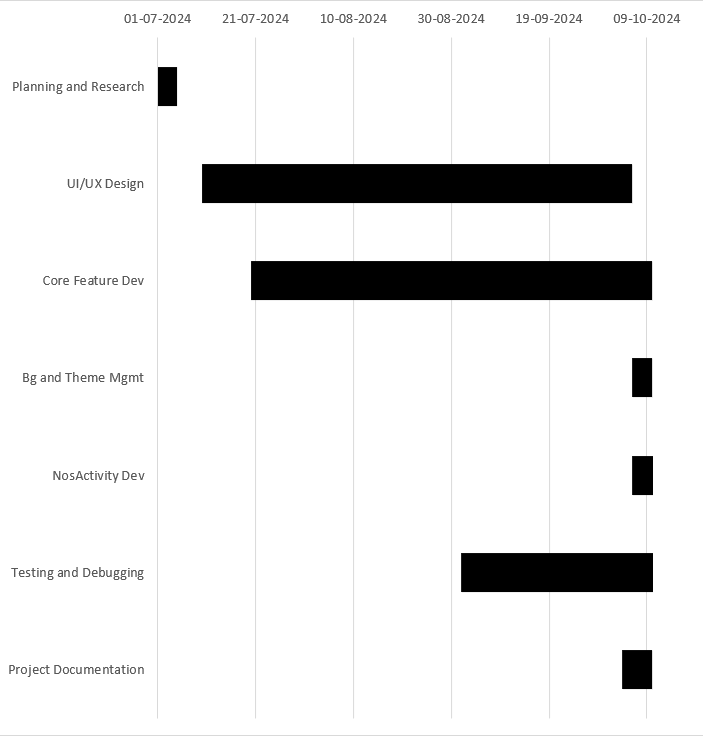 01-07-2024 21-07-2024 10-08-2024 30-08-2024 19-09-2024 09-10-2024
Planning and Research
UI/UX Design
Core Feature Dev
Bg and Theme Mgmt
NosActivity Dev
Testing and Debugging
Project Documentation